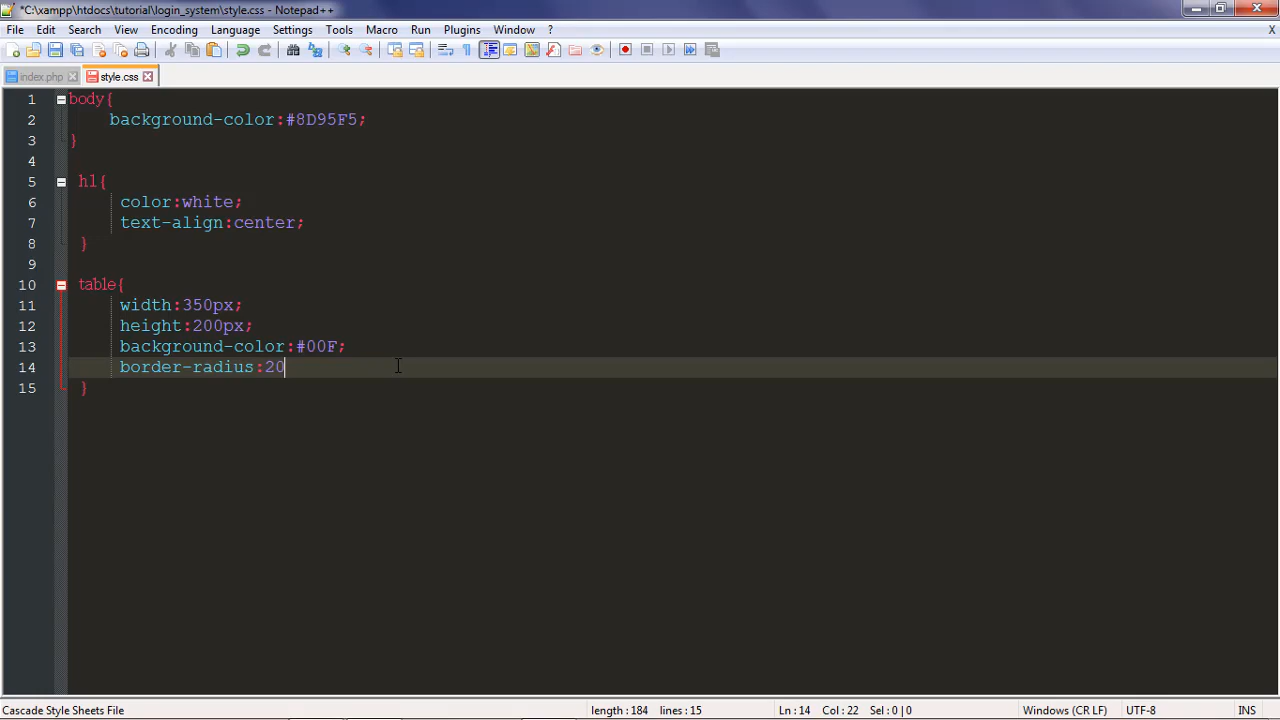 *C:\xampp\htdocs\tutorial\login_system\style.css - Notepad++
File Edit Search View Encoding Language Settings Tools Macro Run Plugins Window ? X
index.php style.css
1 body{
2 background-color:#8D95F5;
3 }
4
5 h1{
6 color:white;
7 text-align:center;
8 }
9
10 table{
11 width:350px;
12 height:200px;
13 background-color:#00F;
14 border-radius:20
15 }
Cascade Style Sheets File length : 184 lines : 15 Ln : 14 Col : 22 Sel : 0 | 0 Windows (CR LF) UTF-8 INS